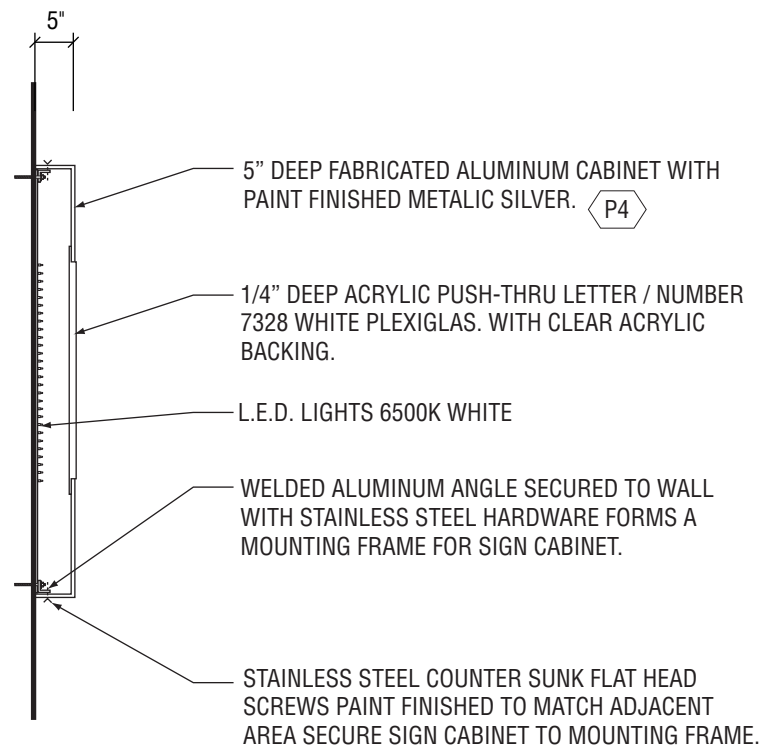 5"
5” DEEP FABRICATED ALUMINUM CABINET WITH
PAINT FINISHED METALIC SILVER.
P4
1/4” DEEP ACRYLIC PUSH-THRU LETTER / NUMBER
7328 WHITE PLEXIGLAS. WITH CLEAR ACRYLIC
BACKING.
L.E.D. LIGHTS 6500K WHITE
WELDED ALUMINUM ANGLE SECURED TO WALL
WITH STAINLESS STEEL HARDWARE FORMS A
MOUNTING FRAME FOR SIGN CABINET.
STAINLESS STEEL COUNTER SUNK FLAT HEAD
SCREWS PAINT FINISHED TO MATCH ADJACENT
AREA SECURE SIGN CABINET TO MOUNTING FRAME.